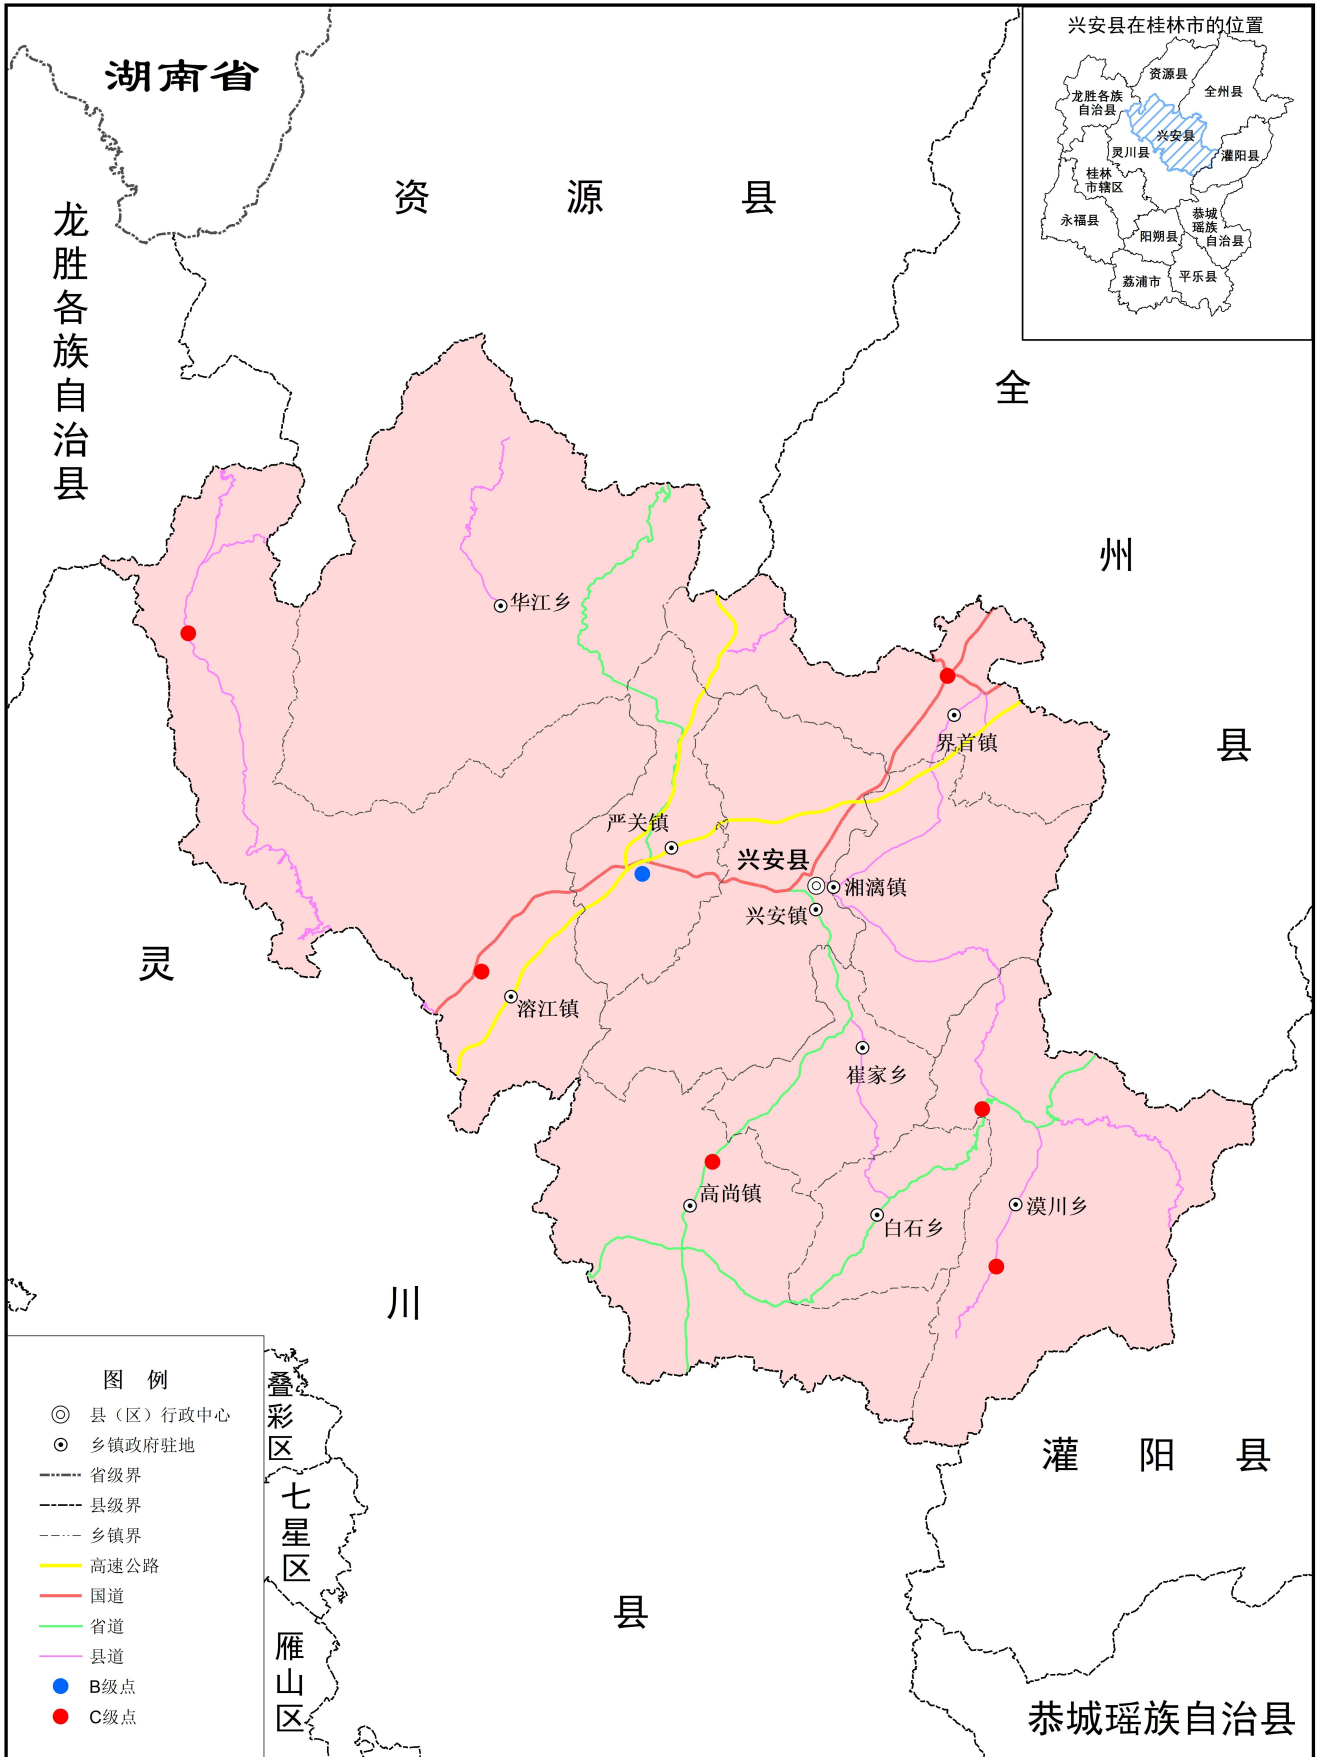 湖南省
资源县
龙胜各族自治县
全州县
灵川县
灌阳县
恭城瑶族自治县
叠彩区
七星区
雁山区
兴安县在桂林市的位置
资源县
全州县
龙胜各族
自治县
兴安县
灵川县
灌阳县
桂林
市辖区
永福县
恭城
瑶族
自治县
阳朔县
荔浦市
平乐县
华江乡
界首镇
严关镇
兴安县
湘漓镇
兴安镇
溶江镇
崔家乡
高尚镇
白石乡
漠川乡
图 例
县（区）行政中心
乡镇政府驻地
省级界
县级界
乡镇界
高速公路
国道
省道
县道
B级点
C级点